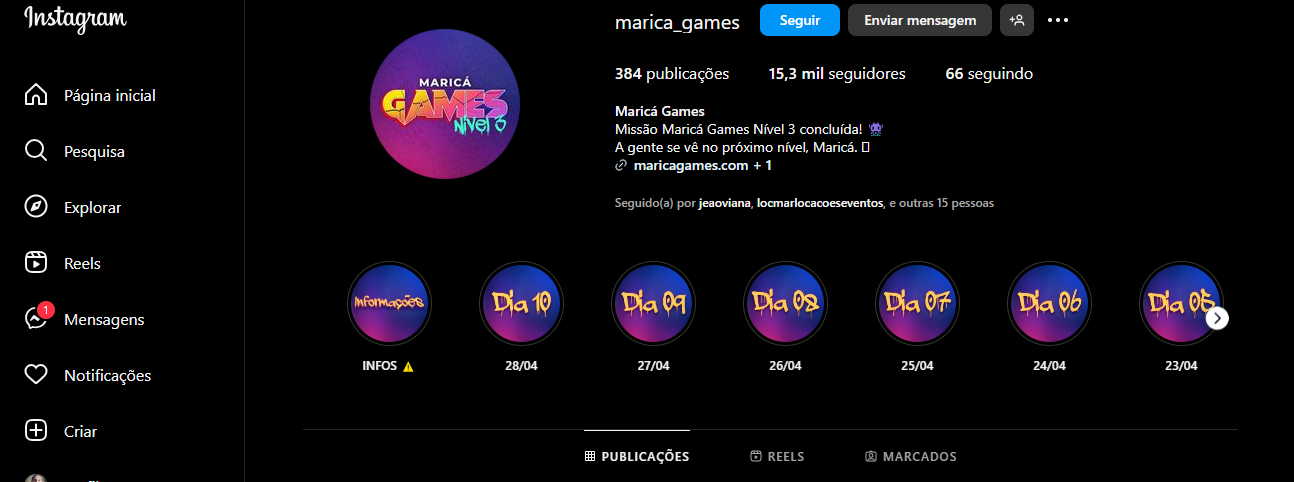 Instagram
Página inicial
Pesquisa
Explorar
Reels
1
Mensagens
Notificações
Criar
MARICÁ
GAMES
Nível 3
marica_games
Seguir
Enviar mensagem
384 publicações
15,3 mil seguidores
66 seguindo
Maricá Games
Missão Maricá Games Nível 3 concluída! 👾
A gente se vê no próximo nível, Maricá.
maricagames.com + 1
Seguido(a) por jeaoviana, locmarlocacoeseventos, e outras 15 pessoas
Informações
Dia 10
Dia 09
Dia 08
Dia 07
Dia 06
Dia 05
INFOS ⚠️
28/04
27/04
26/04
25/04
24/04
23/04
PUBLICAÇÕES
REELS
MARCADOS